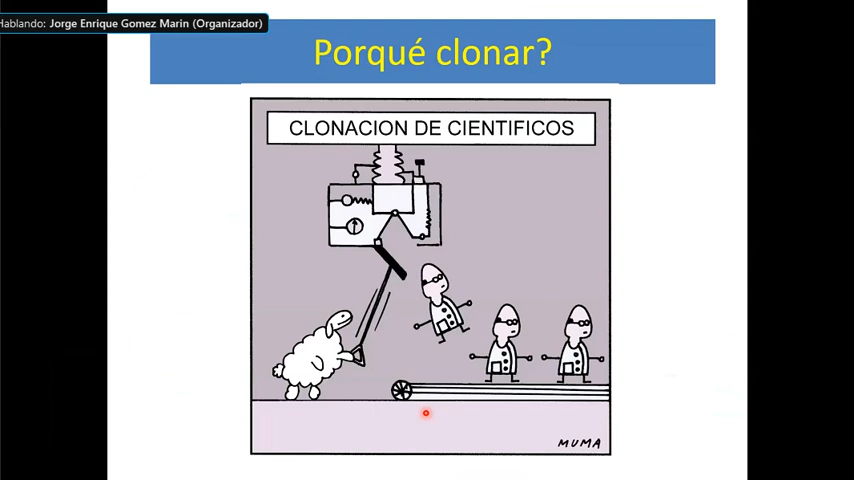 Hablando: Jorge Enrique Gomez Marin (Organizador)
Porqué clonar?
CLONACION DE CIENTIFICOS
MUMA